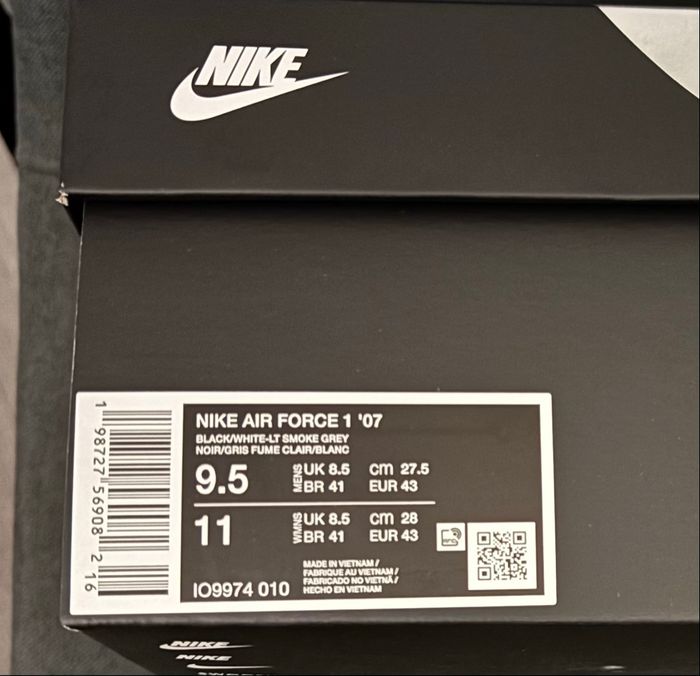 NIKE
1 98727 56908 2 16
NIKE AIR FORCE 1 '07
BLACK/WHITE-LT SMOKE GREY
NOIR/GRIS FUME CLAIR/BLANC
9.5 MENS UK 8.5 cm 27.5
BR 41 EUR 43
11 WMNS UK 8.5 cm 28
BR 41 EUR 43
MADE IN VIETNAM /
FABRIQUE AU VIETNAM /
FABRICADO NO VIETNÃ /
HECHO EN VIETNAM
IO9974 010
NIKE
NIKE